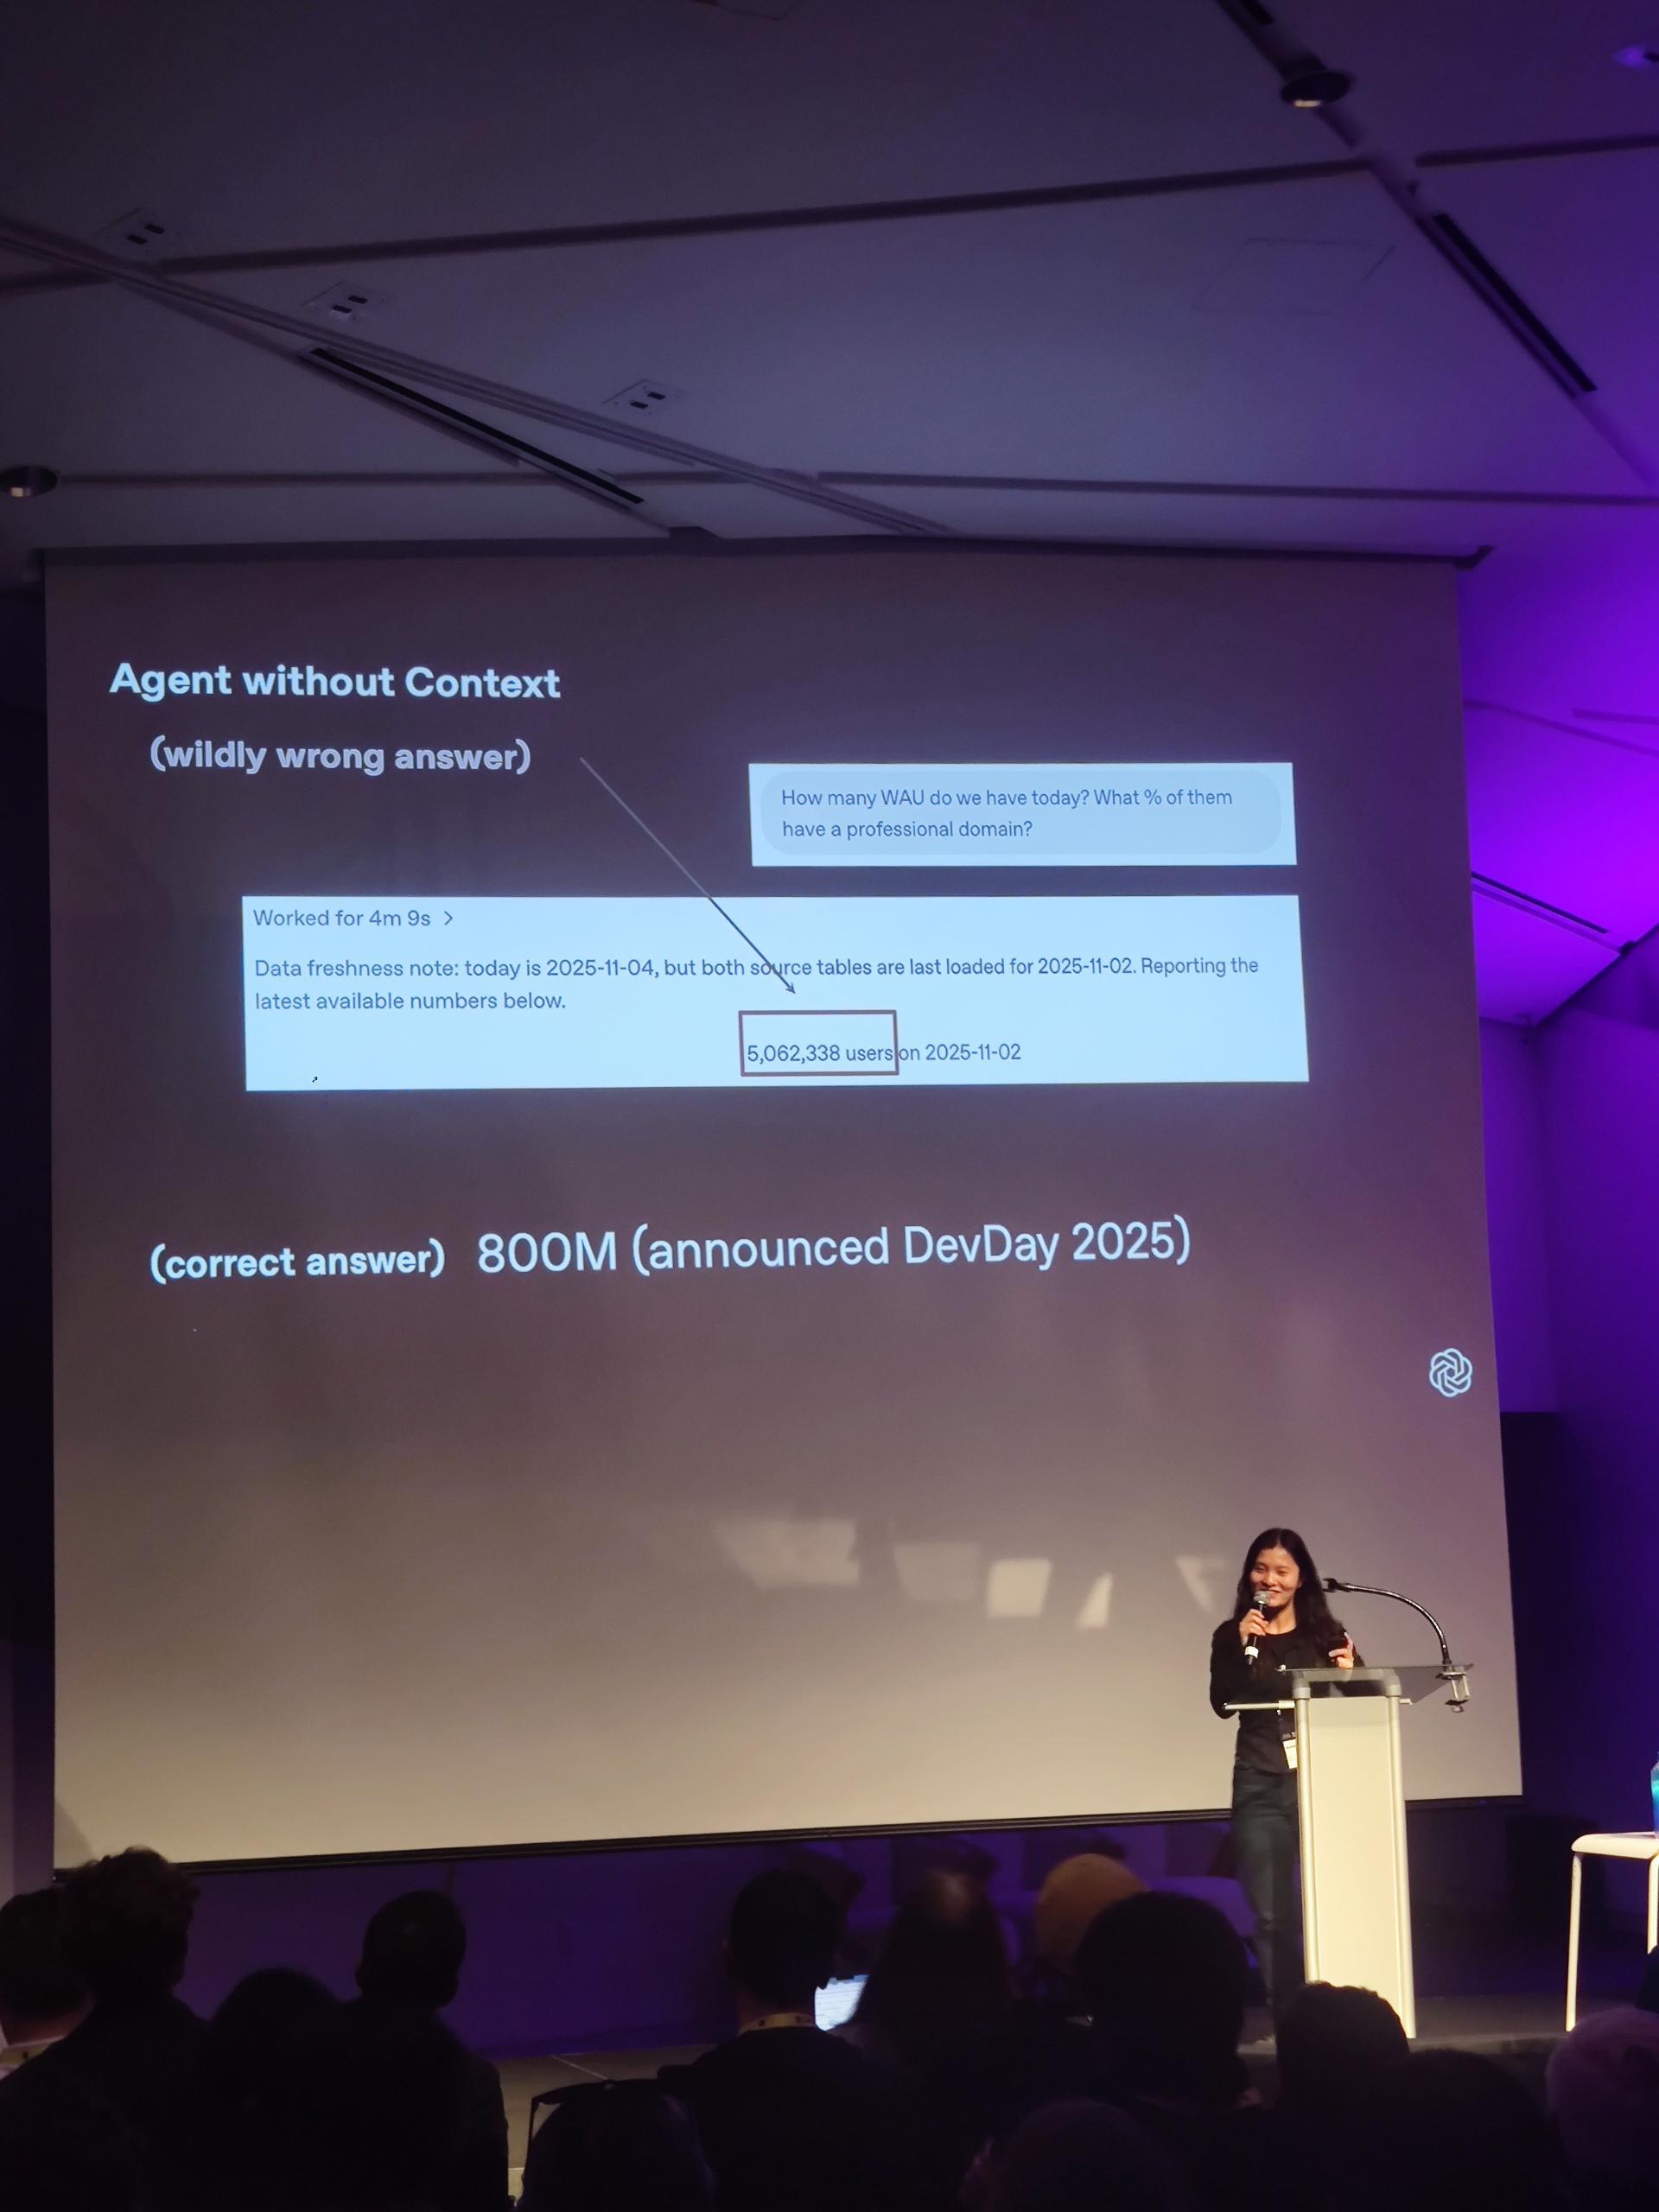 Agent without Context
(wildly wrong answer)
How many WAU do we have today? What % of them
have a professional domain?
Worked for 4m 9s >
Data freshness note: today is 2025-11-04, but both source tables are last loaded for 2025-11-02. Reporting the
latest available numbers below.
5,062,338 users on 2025-11-02
(correct answer) 800M (announced DevDay 2025)